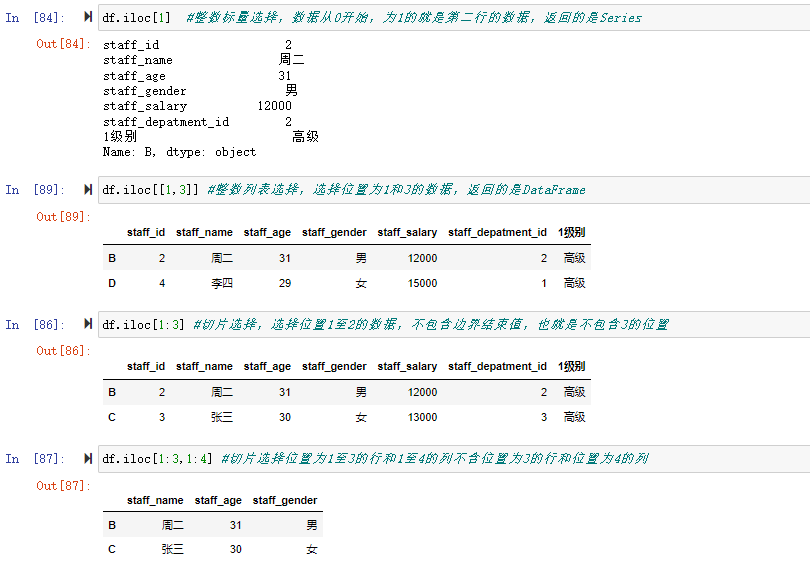 In [84]: df.iloc[1] #整数标量选择，数据从0开始，为1的就是第二行的数据，返回的是Series
Out[84]: staff_id 2
staff_name 周二
staff_age 31
staff_gender 男
staff_salary 12000
staff_depatment_id 2
1级别 高级
Name: B, dtype: object
In [89]: df.iloc[[1,3]] #整数列表选择，选择位置为1和3的数据，返回的是DataFrame
Out[89]:
staff_id staff_name staff_age staff_gender staff_salary staff_depatment_id 1级别
B 2 周二 31 男 12000 2 高级
D 4 李四 29 女 15000 1 高级
In [86]: df.iloc[1:3] #切片选择，选择位置1至2的数据，不包含边界结束值，也就是不包含3的位置
Out[86]:
staff_id staff_name staff_age staff_gender staff_salary staff_depatment_id 1级别
B 2 周二 31 男 12000 2 高级
C 3 张三 30 女 13000 3 高级
In [87]: df.iloc[1:3,1:4] #切片选择位置为1至3的行和1至4的列不含位置为3的行和位置为4的列
Out[87]:
staff_name staff_age staff_gender
B 周二 31 男
C 张三 30 女